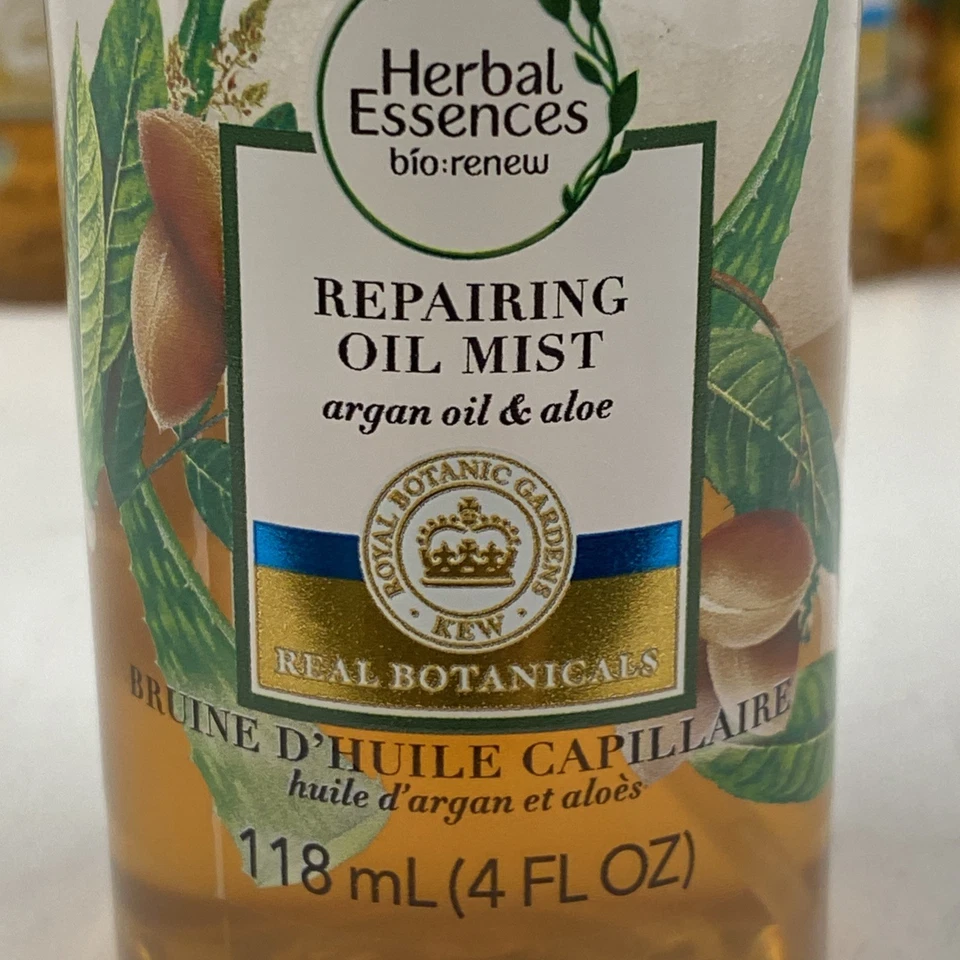 Herbal
Essences
bío:renew
REPAIRING
OIL MIST
argan oil & aloe
ROYAL BOTANIC GARDENS
• KEW •
REAL BOTANICALS
BRUINE D'HUILE CAPILLAIRE
huile d'argan et aloès
118 mL (4 FL OZ)